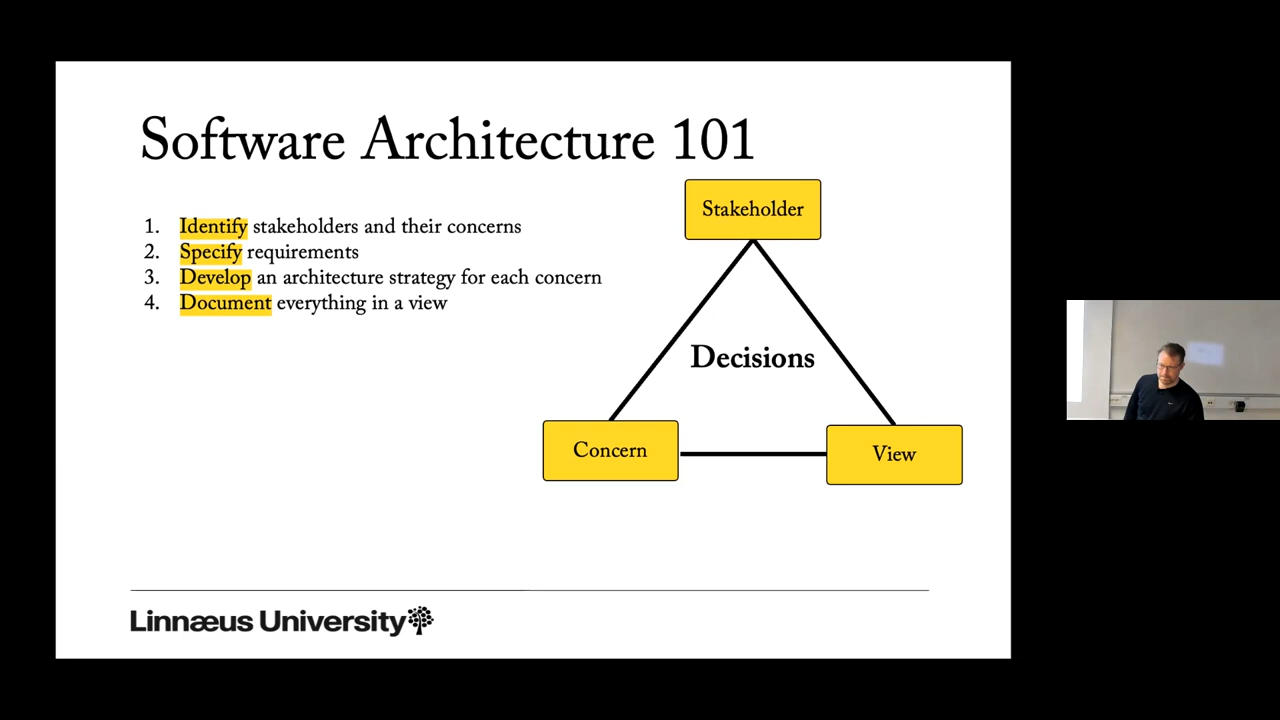 Software Architecture 101
1. Identify stakeholders and their concerns
2. Specify requirements
3. Develop an architecture strategy for each concern
4. Document everything in a view
Stakeholder
Decisions
Concern
View
Linnæus University